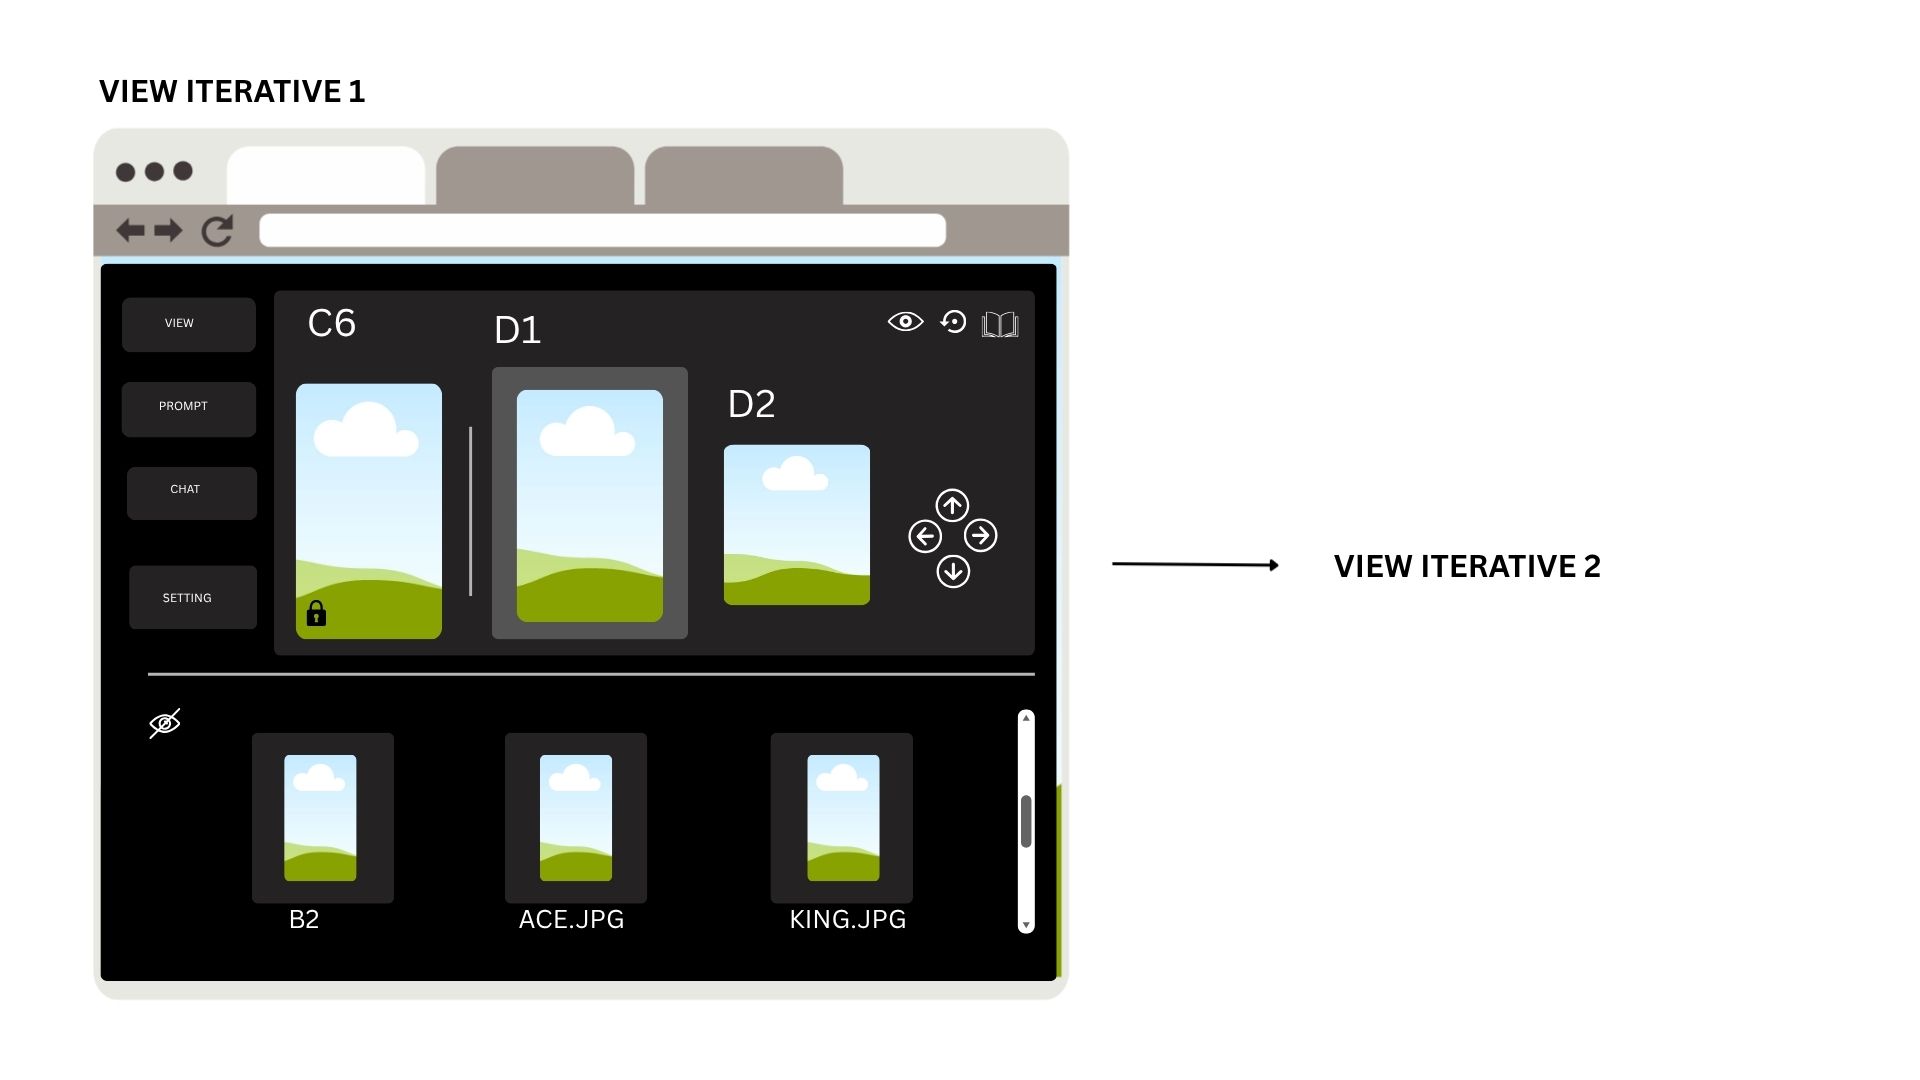 VIEW ITERATIVE 1
VIEW
PROMPT
CHAT
SETTING
C6
D1
D2
B2
ACE.JPG
KING.JPG
VIEW ITERATIVE 2